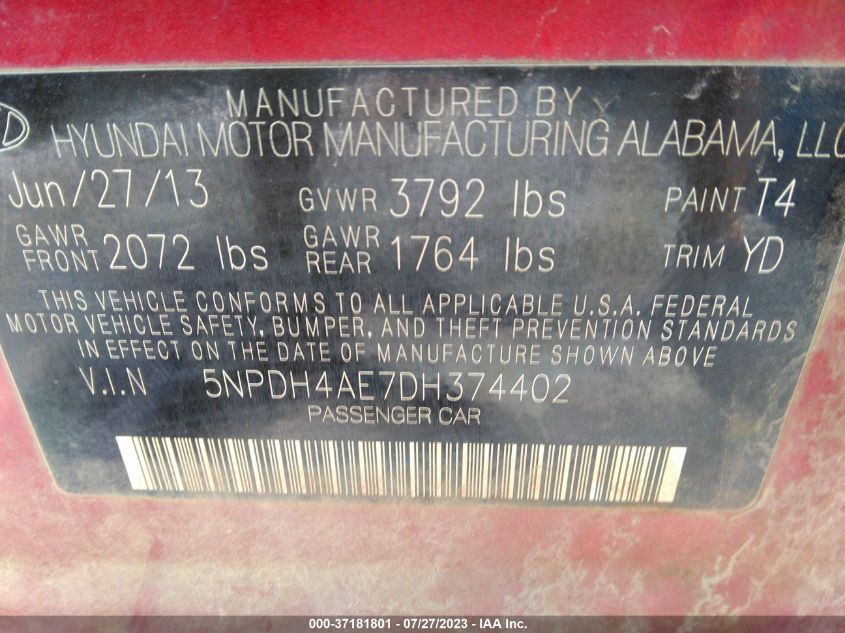 MANUFACTURED BY
HYUNDAI MOTOR MANUFACTURING ALABAMA, LLC
Jun/27/13 GVWR 3792 lbs PAINT T4
GAWR FRONT 2072 lbs GAWR REAR 1764 lbs TRIM YD
THIS VEHICLE CONFORMS TO ALL APPLICABLE U.S.A. FEDERAL
MOTOR VEHICLE SAFETY, BUMPER, AND THEFT PREVENTION STANDARDS
IN EFFECT ON THE DATE OF MANUFACTURE SHOWN ABOVE.
V.I.N 5NPDH4AE7DH374402
PASSENGER CAR
000-37181801 / 07/27/2023 - IAA Inc.